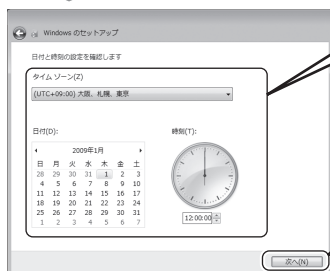 Windows のセットアップ
日付と時刻の設定を確認します
タイム ゾーン(Z)
(UTC+09:00) 大阪、札幌、東京
日付(D): 時刻(T):
2009年1月
日 月 火 水 木 金 土
28 29 30 31 1 2 3
4 5 6 7 8 9 10
11 12 13 14 15 16 17
18 19 20 21 22 23 24
25 26 27 28 29 30 31
1 2 3 4 5 6 7
12:00:00
次へ(N)